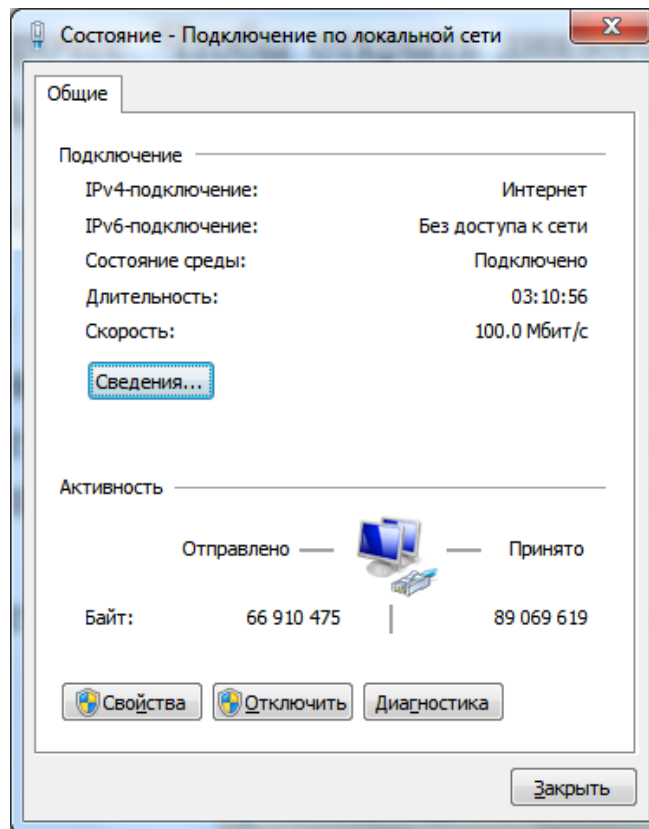 Состояние - Подключение по локальной сети
Общие
Подключение
IPv4-подключение: Интернет
IPv6-подключение: Без доступа к сети
Состояние среды: Подключено
Длительность: 03:10:56
Скорость: 100.0 Мбит/с
Сведения...
Активность
Отправлено — Принято
Байт: 66 910 475 | 89 069 619
Свойства Отключить Диагностика
Закрыть